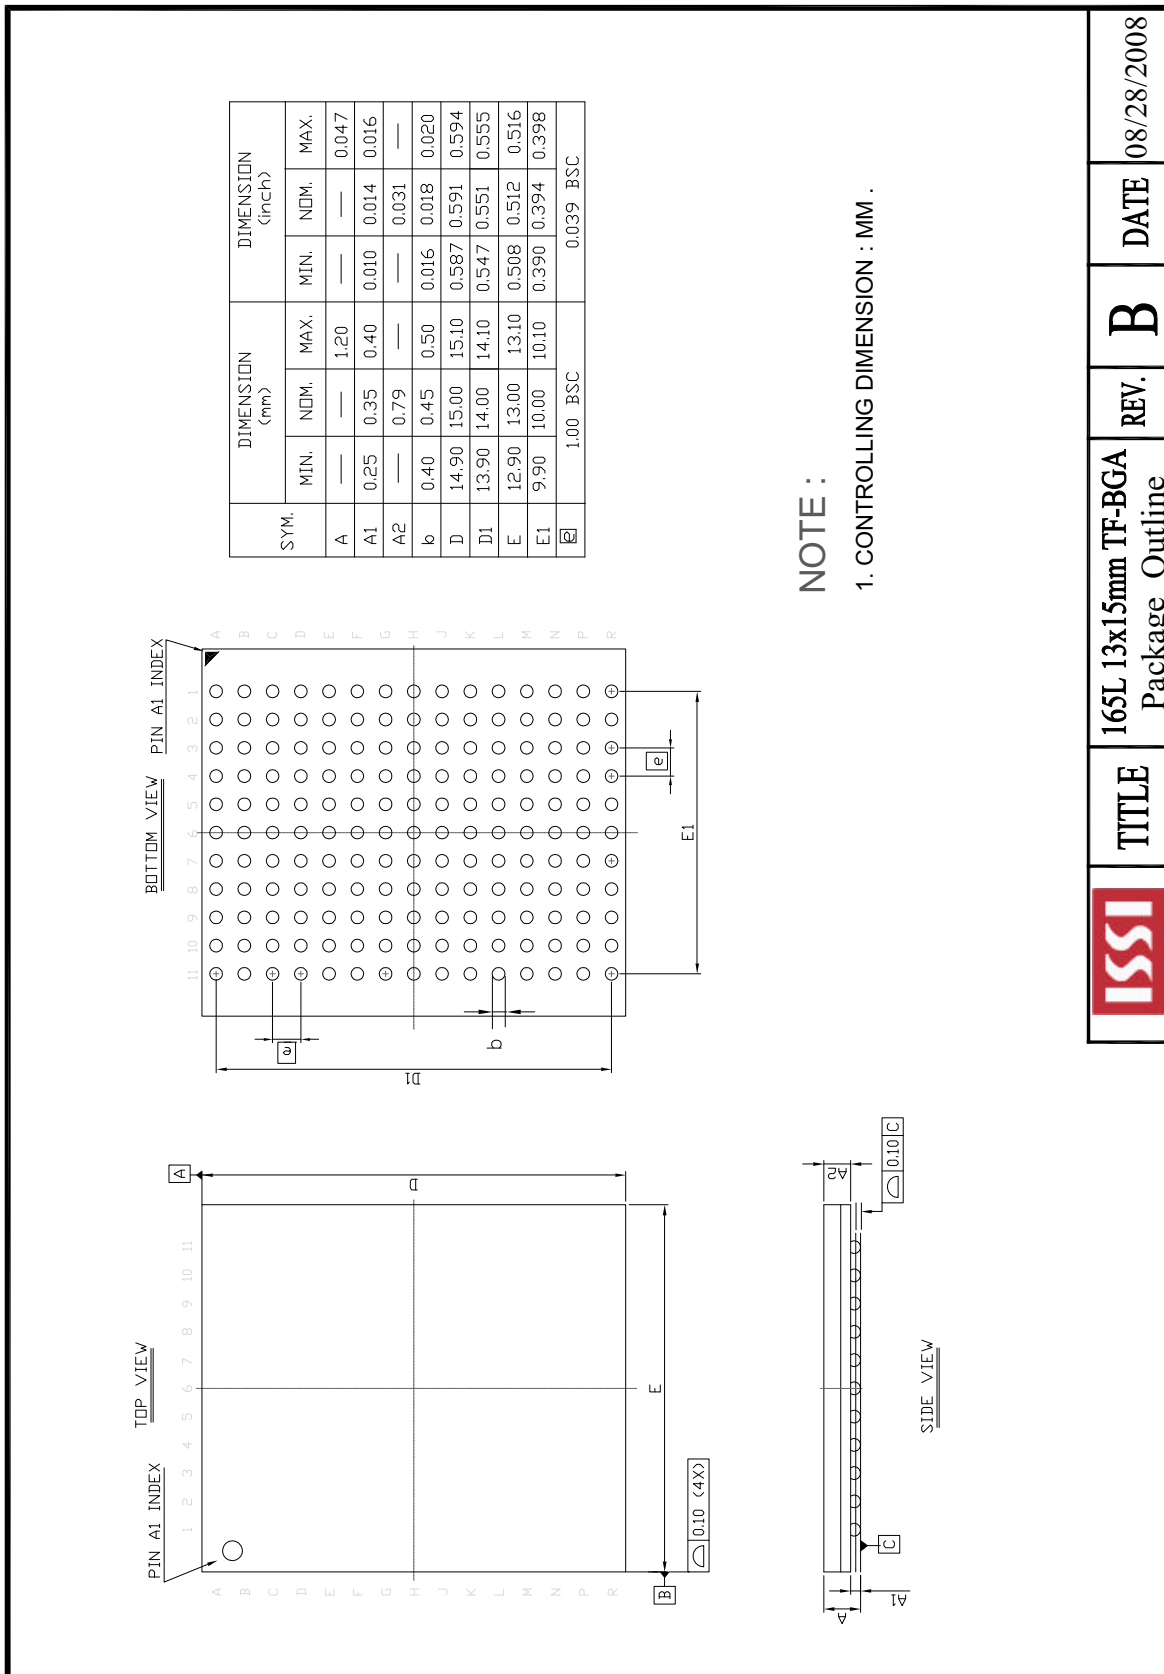 TOP VIEW
PIN A1 INDEX
1 2 3 4 5 6 7 8 9 10 11
A
B
C
D
E
F
G
H
J
K
L
M
N
P
R
A
D
E
B
0.10 (4X)
BOTTOM VIEW
PIN A1 INDEX
11 10 9 8 7 6 5 4 3 2 1
A
B
C
D
E
F
G
H
J
K
L
M
N
P
R
e
D1
b
e
E1
A
A1
A2
C
0.10 C
SIDE VIEW
SYM. DIMENSION (mm) DIMENSION (inch)
MIN. NOM. MAX. MIN. NOM. MAX.
A — — 1.20 — — 0.047
A1 0.25 0.35 0.40 0.010 0.014 0.016
A2 — 0.79 — — 0.031 —
b 0.40 0.45 0.50 0.016 0.018 0.020
D 14.90 15.00 15.10 0.587 0.591 0.594
D1 13.90 14.00 14.10 0.547 0.551 0.555
E 12.90 13.00 13.10 0.508 0.512 0.516
E1 9.90 10.00 10.10 0.390 0.394 0.398
e 1.00 BSC 0.039 BSC
NOTE :
1. CONTROLLING DIMENSION : MM .
ISSI TITLE 165L 13x15mm TF-BGA REV. B DATE 08/28/2008
Package Outline